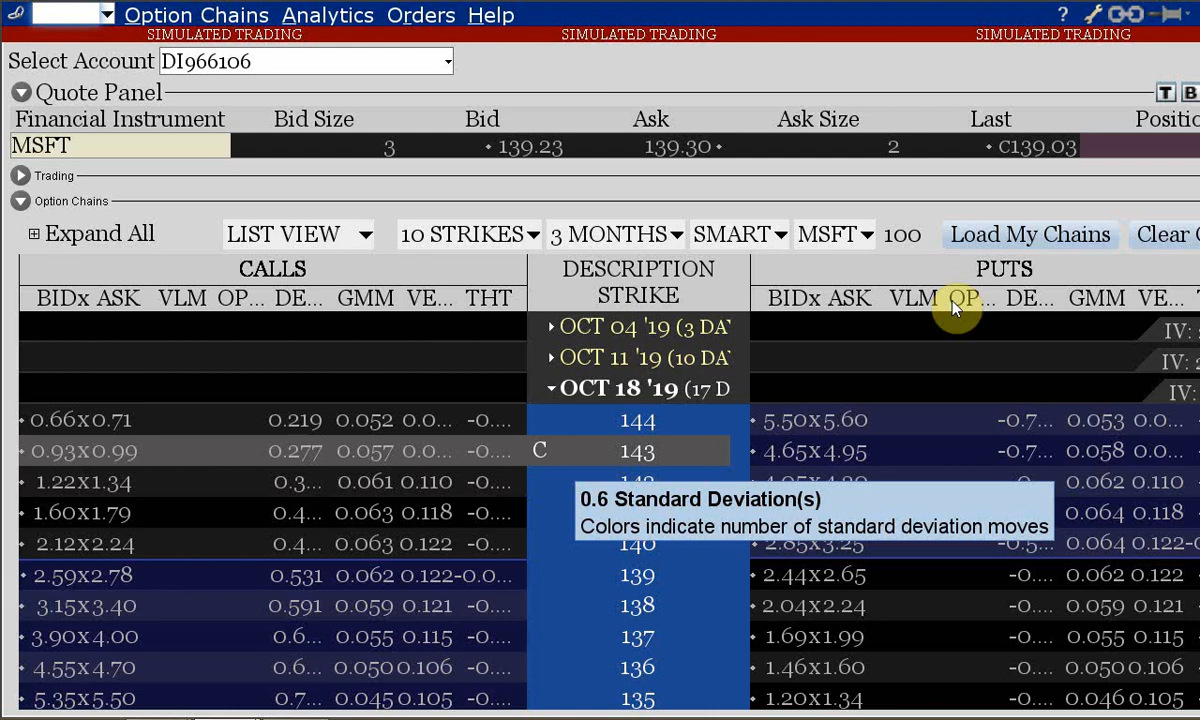 Option Chains Analytics Orders Help ?
SIMULATED TRADING SIMULATED TRADING SIMULATED TRADING
Select Account DI966106
Quote Panel T B
Financial Instrument Bid Size Bid Ask Ask Size Last Positio
MSFT 3 139.23 139.30 2 C139.03
Trading
Option Chains
Expand All LIST VIEW 10 STRIKES 3 MONTHS SMART MSFT 100 Load My Chains Clear
CALLS DESCRIPTION PUTS
BIDx ASK VLM OP... DE... GMM VE... THT STRIKE BIDx ASK VLM OP... DE... GMM VE...
OCT 04 '19 (3 DA IV:
OCT 11 '19 (10 DA IV:
OCT 18 '19 (17 D IV:
0.66x0.71 0.219 0.052 0.0... -0.... 144 5.50x5.60 -0.7... 0.053 0.0...
0.93x0.99 0.277 0.057 0.0... -0.... C 143 4.65x4.95 -0.7... 0.058 0.0...
1.22x1.34 0.3... 0.061 0.110 -0.... 0.062 0.110
0.6 Standard Deviation(s)
1.60x1.79 0.4... 0.063 0.118 -0.... 0.064 0.118
Colors indicate number of standard deviation moves
2.12x2.24 0.4... 0.063 0.122 -0.... 140 2.85x3.25 -0.5... 0.064 0.122
2.59x2.78 0.531 0.062 0.122 -0.0... 139 2.44x2.65 -0.... 0.062 0.122
3.15x3.40 0.591 0.059 0.121 -0.... 138 2.04x2.24 -0.... 0.059 0.121
3.90x4.00 0.6... 0.055 0.115 -0.... 137 1.69x1.99 -0.... 0.055 0.115
4.55x4.70 0.6... 0.050 0.106 -0.... 136 1.46x1.60 -0.... 0.050 0.106
5.35x5.50 0.7... 0.045 0.105 -0.... 135 1.20x1.34 -0.... 0.046 0.105